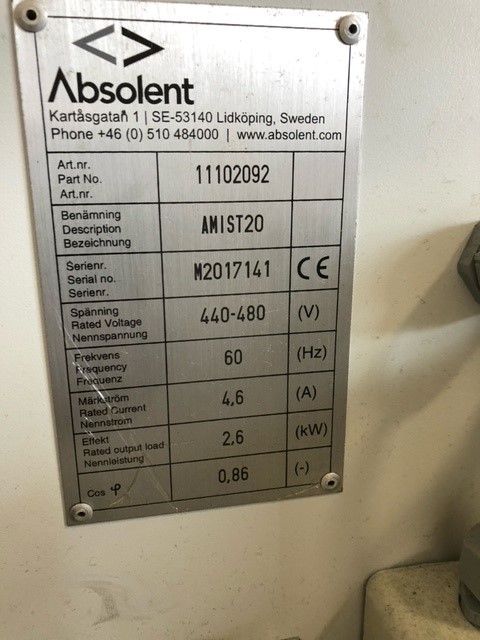 Absolent
Kartåsgatan 1 | SE-53140 Lidköping, Sweden
Phone +46 (0) 510 484000 | www.absolent.com
Art.nr.
Part No. 11102092
Art.nr.
Benämning
Description AMIST20
Bezeichnung
Serienr.
Serial no. M2017141 CE
Serienr.
Spänning
Rated Voltage 440-480 (V)
Nennspannung
Frekvens
Frequency 60 (Hz)
Frequenz
Märkström
Rated Current 4,6 (A)
Nennstrom
Effekt
Rated output load 2,6 (kW)
Nennleistung
Cos φ 0,86 (-)